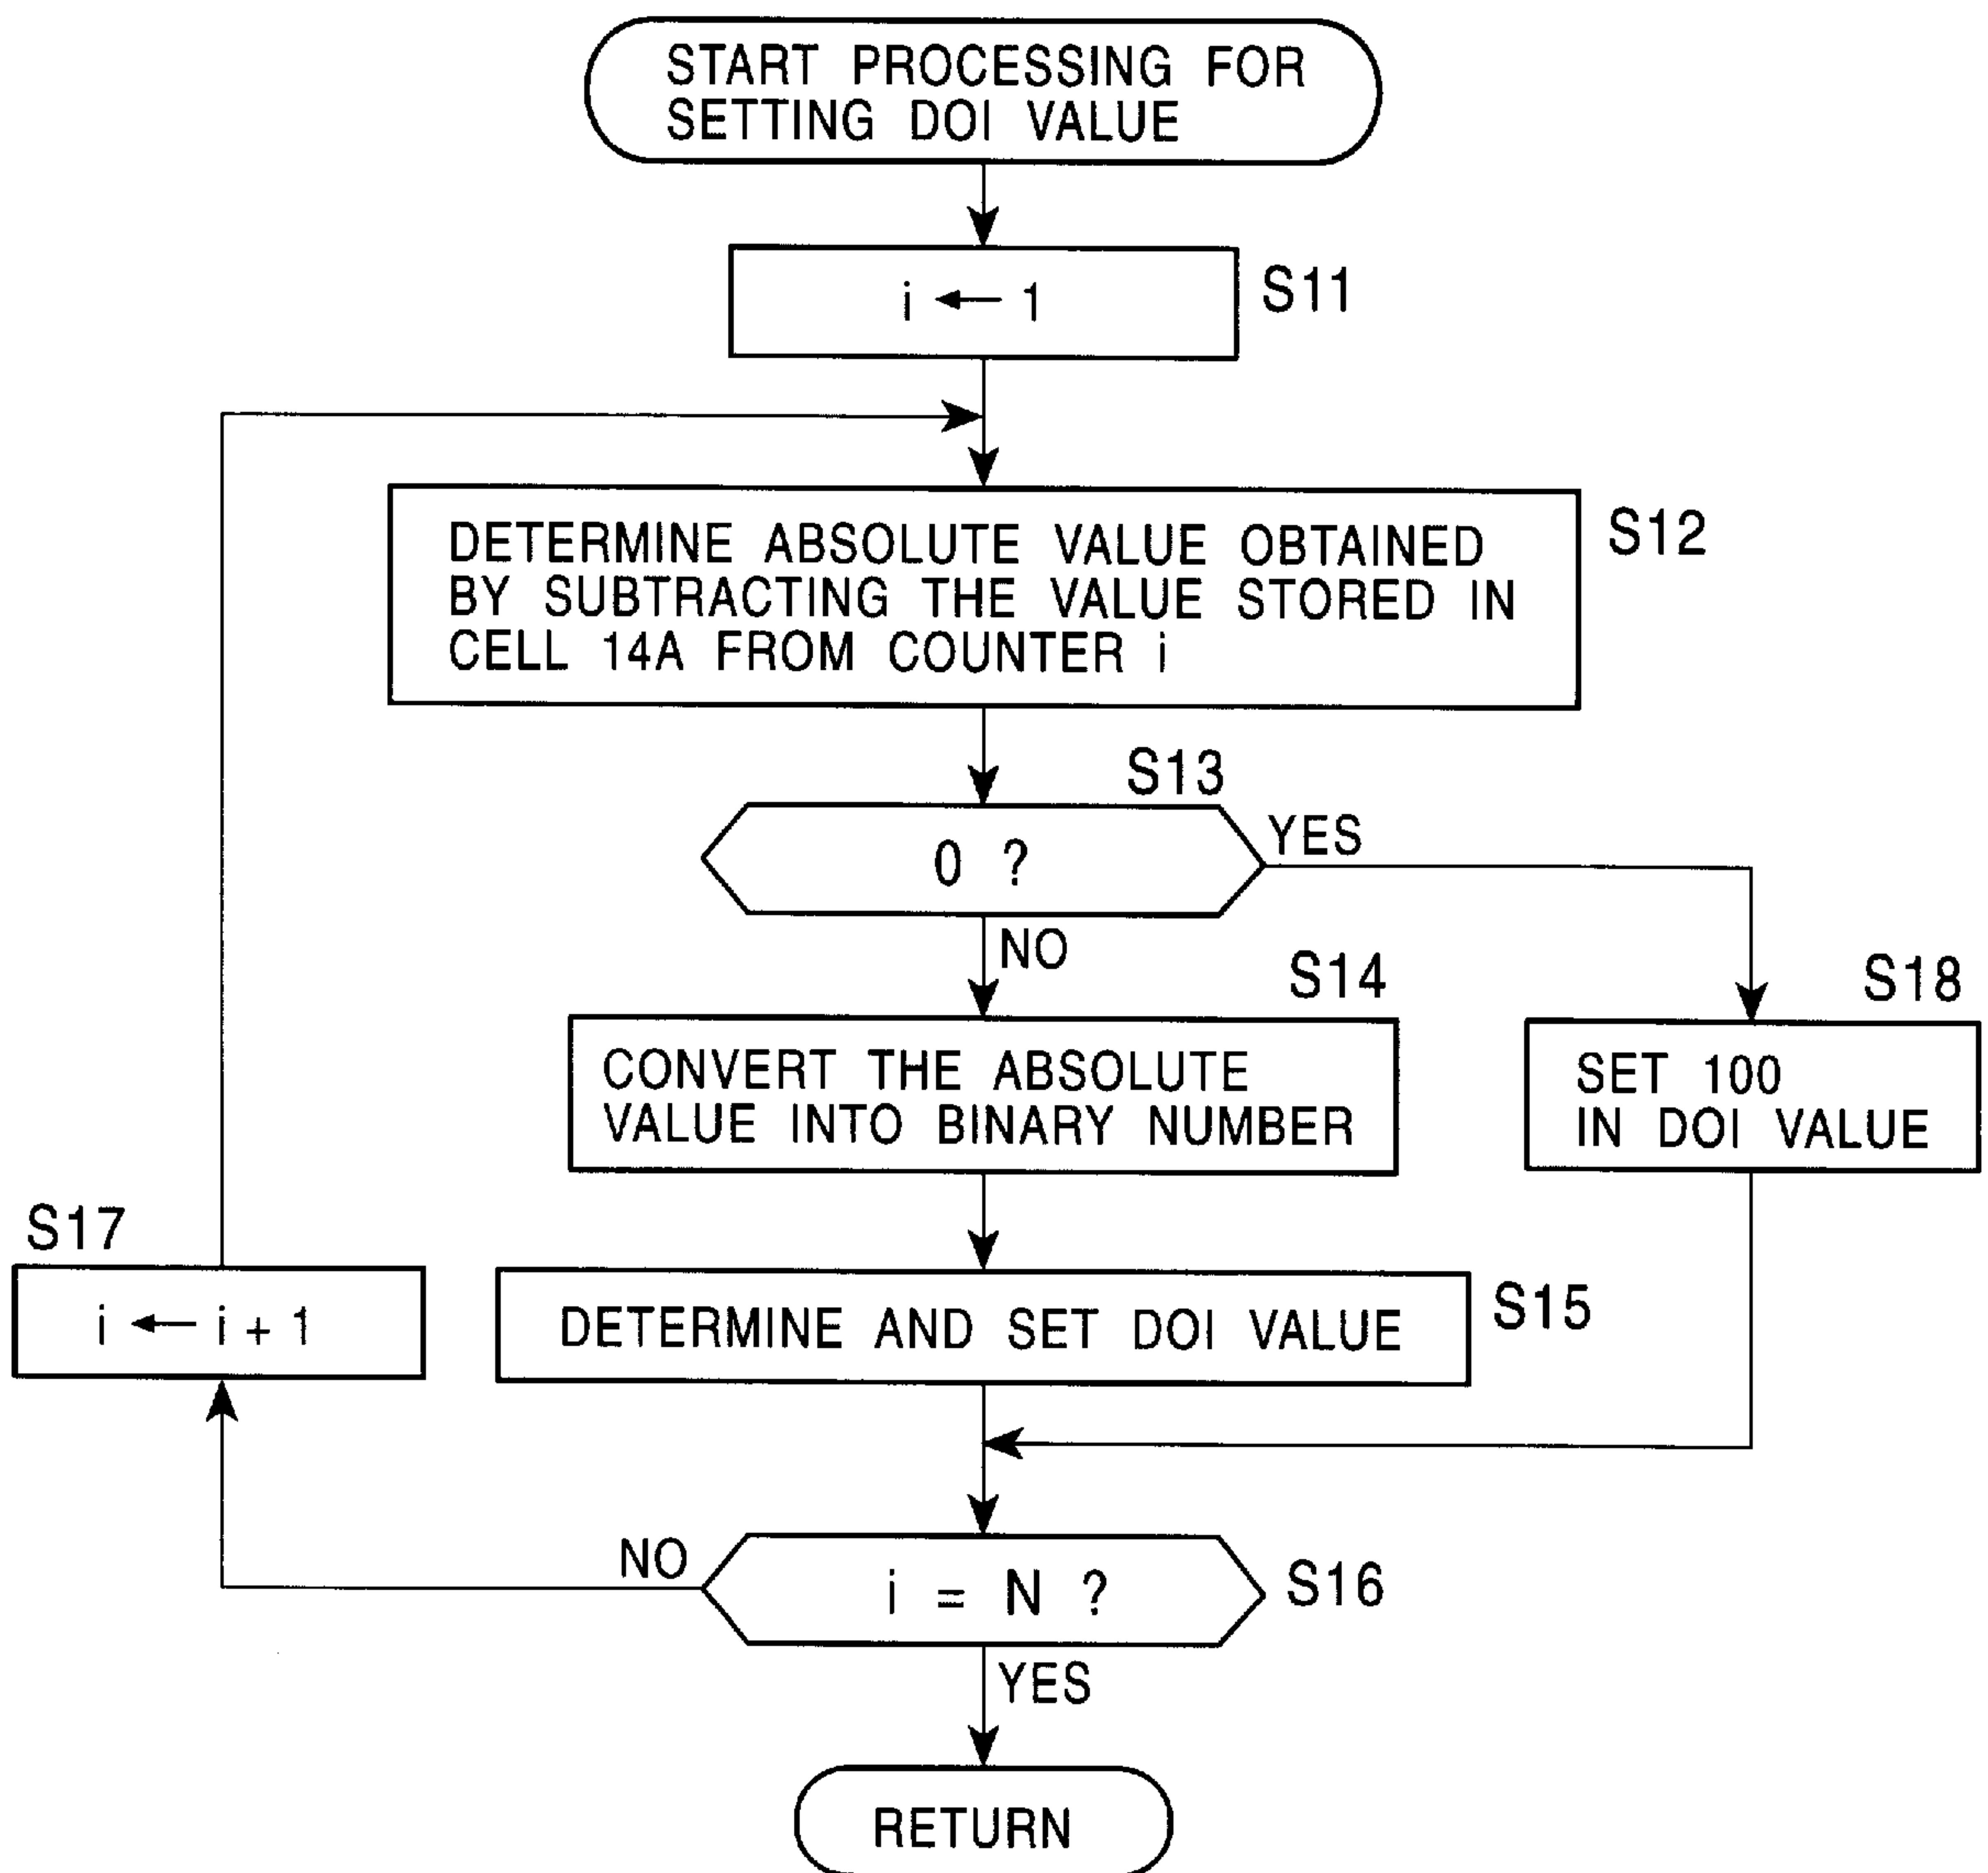 START PROCESSING FOR
SETTING DOI VALUE
i ← 1
S11
DETERMINE ABSOLUTE VALUE OBTAINED
BY SUBTRACTING THE VALUE STORED IN
CELL 14A FROM COUNTER i
S12
S13
0 ?
YES
NO
S14
CONVERT THE ABSOLUTE
VALUE INTO BINARY NUMBER
S18
SET 100
IN DOI VALUE
S17
i ← i + 1
DETERMINE AND SET DOI VALUE
S15
NO
i = N ?
S16
YES
RETURN